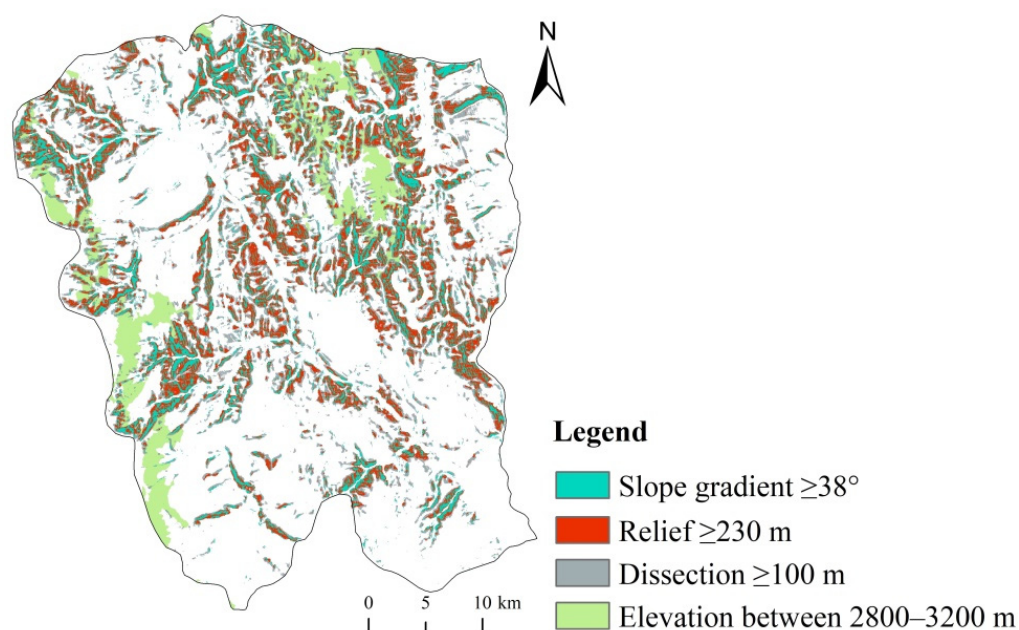 N
Legend
Slope gradient ≥38°
Relief ≥230 m
Dissection ≥100 m
Elevation between 2800–3200 m
0 5 10 km